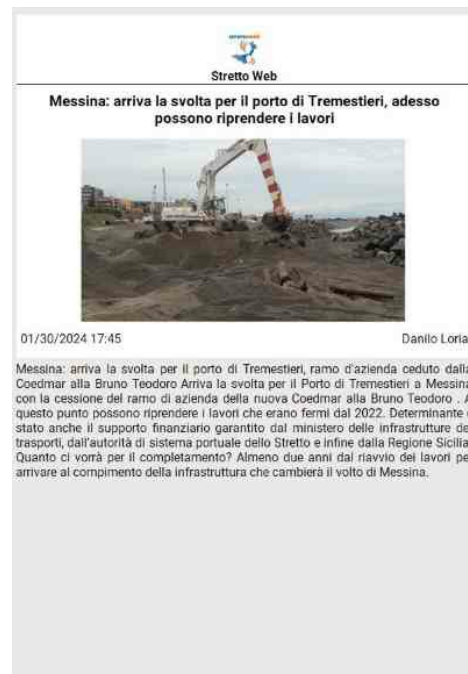 Stretto Web
Messina: arriva la svolta per il porto di Tremestieri, adesso
possono riprendere i lavori
01/30/2024 17:45
Danilo Loria
Messina: arriva la svolta per il porto di Tremestieri, ramo d'azienda ceduto dalla
Coedmar alla Bruno Teodoro Arriva la svolta per il Porto di Tremestieri a Messina
con la cessione del ramo di azienda della nuova Coedmar alla Bruno Teodoro . A
questo punto possono riprendere i lavori che erano fermi dal 2022. Determinante
stato anche il supporto finanziario garantito dal ministero delle infrastrutture de
trasporti, dall'autorità di sistema portuale dello Stretto e infine dalla Regione Sicilia
Quanto ci vorrà per il completamento? Almeno due anni dal riavvio dei lavori pe
arrivare al compimento della infrastruttura che cambierà il volto di Messina.